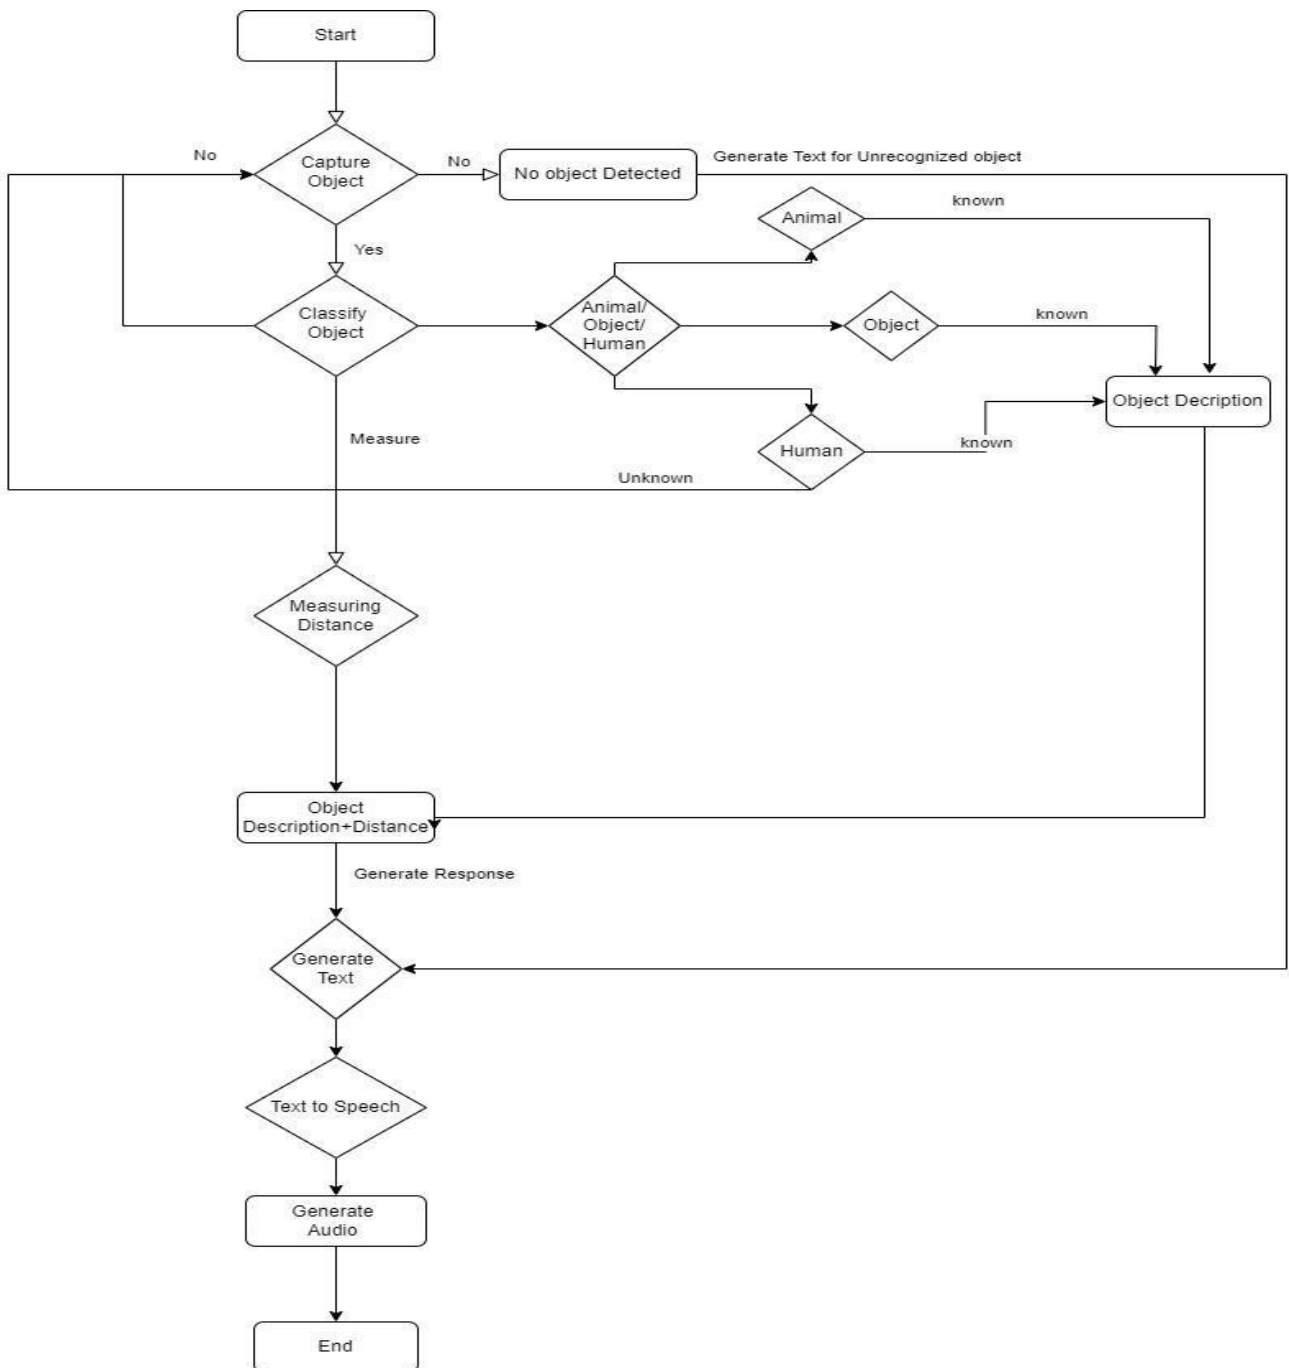 Start
No
Capture
Object
No
No object Detected
Generate Text for Unrecognized object
Animal
known
Yes
Classify
Object
Animal/
Object/
Human
Object
known
Object Decription
Measure
Human
known
Unknown
Measuring
Distance
Object
Description+Distance
Generate Response
Generate
Text
Text to Speech
Generate
Audio
End